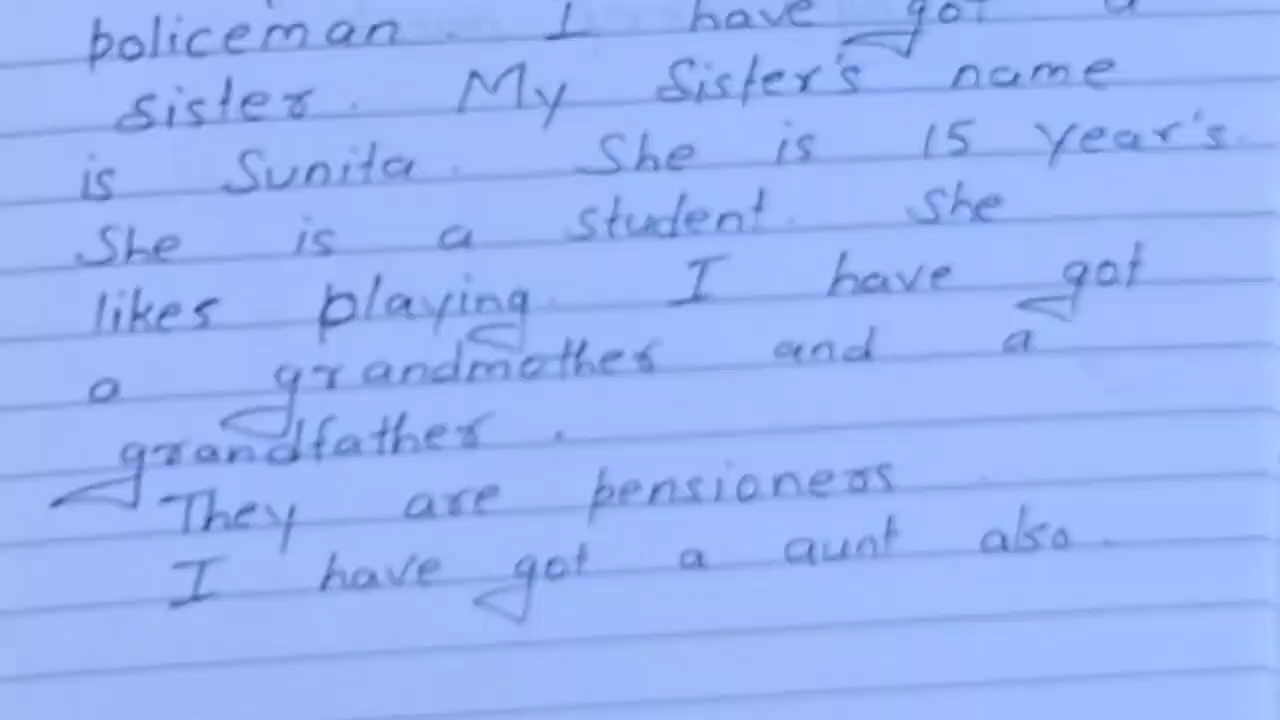 policeman. I have got a
sister. My Sister's name
is Sunita. She is 15 year's.
She is a student. She
likes playing. I have got
a grandmother and a
grandfather.
They are pensioners
I have got a aunt also.